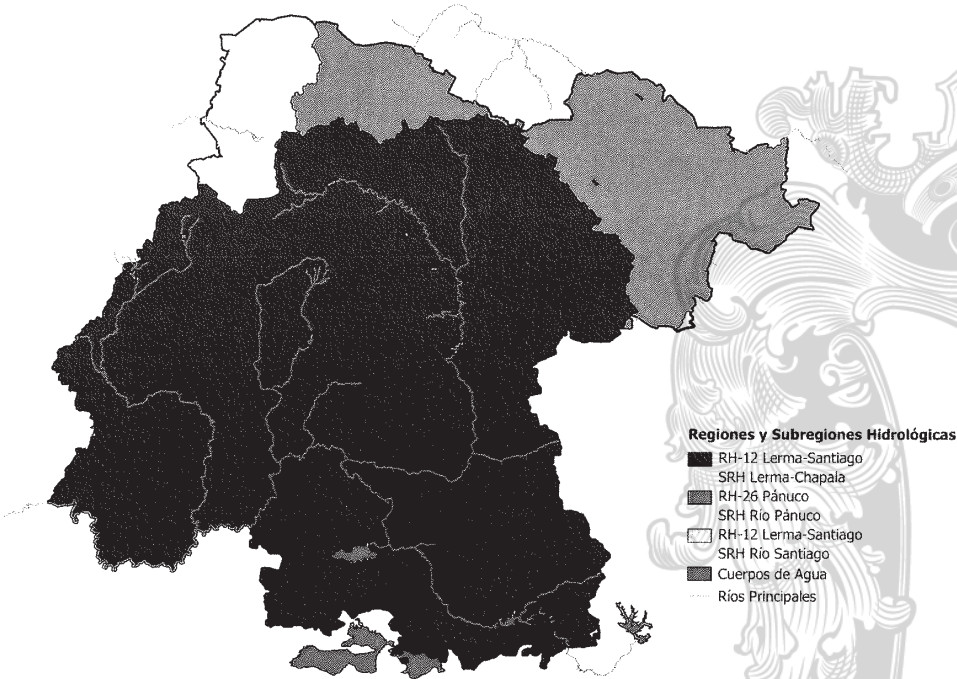 Regiones y Subregiones Hidrológicas
RH-12 Lerma-Santiago
SRH Lerma-Chapala
RH-26 Pánuco
SRH Río Pánuco
RH-12 Lerma-Santiago
SRH Río Santiago
Cuerpos de Agua
Ríos Principales